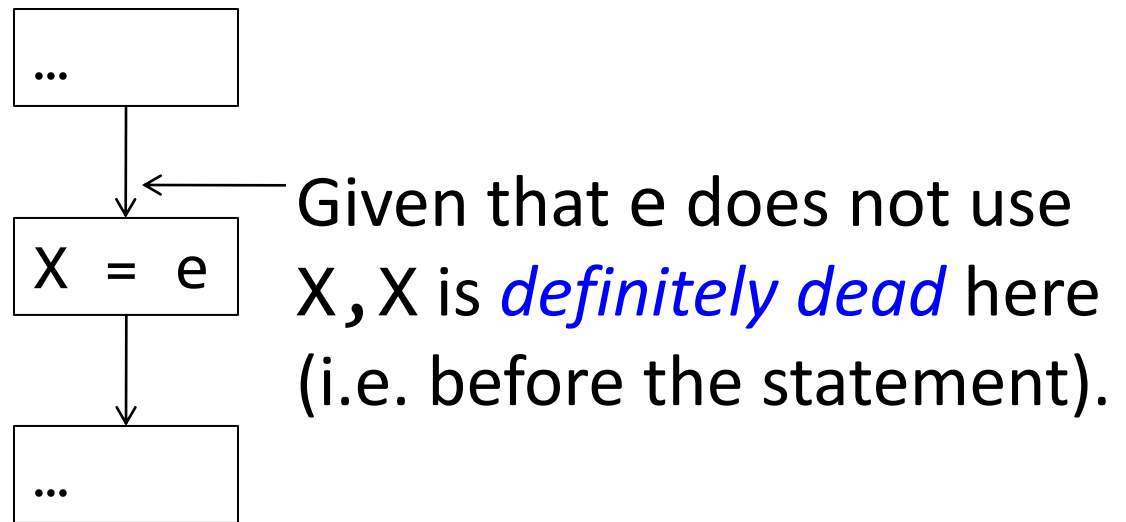 …
Given that e does not use
X = e
X, X is definitely dead here
(i.e. before the statement).
…